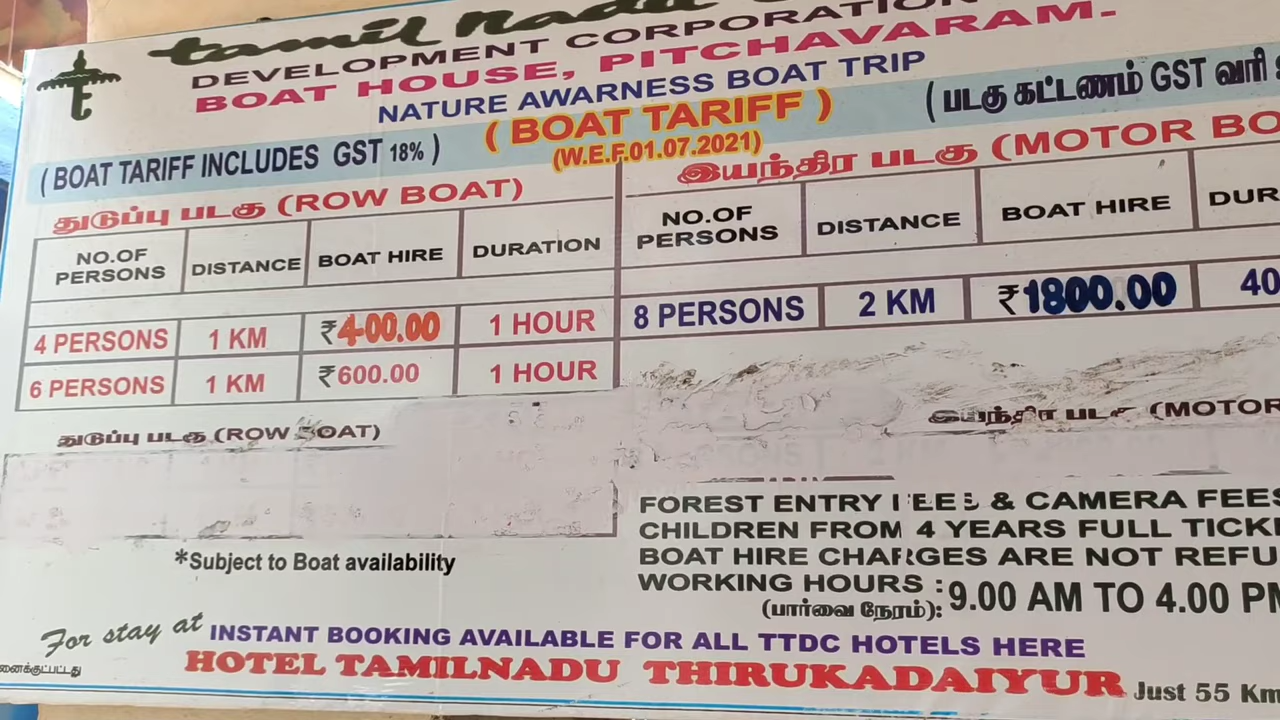 tamil nadu
DEVELOPMENT CORPORATION
BOAT HOUSE, PITCHAVARAM.
NATURE AWARNESS BOAT TRIP
(BOAT TARIFF INCLUDES GST 18%)
(BOAT TARIFF)
(படகு கட்டணம் GST வரி
(W.E.F.01.07.2021)
துடுப்பு படகு (ROW BOAT)
NO.OF PERSONS DISTANCE BOAT HIRE DURATION
4 PERSONS 1 KM ₹400.00 1 HOUR
6 PERSONS 1 KM ₹600.00 1 HOUR
துடுப்பு படகு (ROW BOAT)
*Subject to Boat availability
இயந்திர படகு (MOTOR BO
NO.OF PERSONS DISTANCE BOAT HIRE DUR
8 PERSONS 2 KM ₹1800.00 40
இயந்திர படகு (MOTOR
FOREST ENTRY FEES & CAMERA FEES
CHILDREN FROM 4 YEARS FULL TICK
BOAT HIRE CHARGES ARE NOT REFU
WORKING HOURS : 9.00 AM TO 4.00 PM
(பார்வை நேரம்):
For stay at INSTANT BOOKING AVAILABLE FOR ALL TTDC HOTELS HERE
HOTEL TAMILNADU THIRUKADAIYUR Just 55 Km